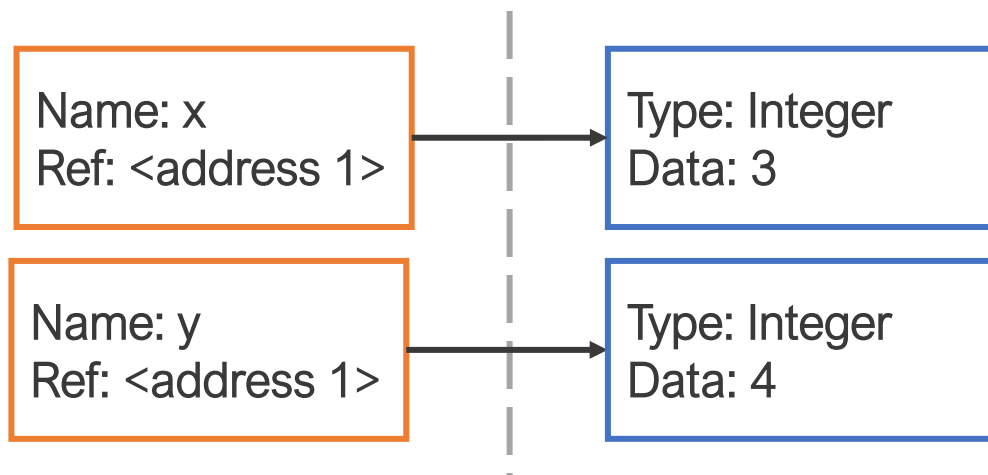 Name: x
Ref: <address 1>
Type: Integer
Data: 3
Name: y
Ref: <address 1>
Type: Integer
Data: 4